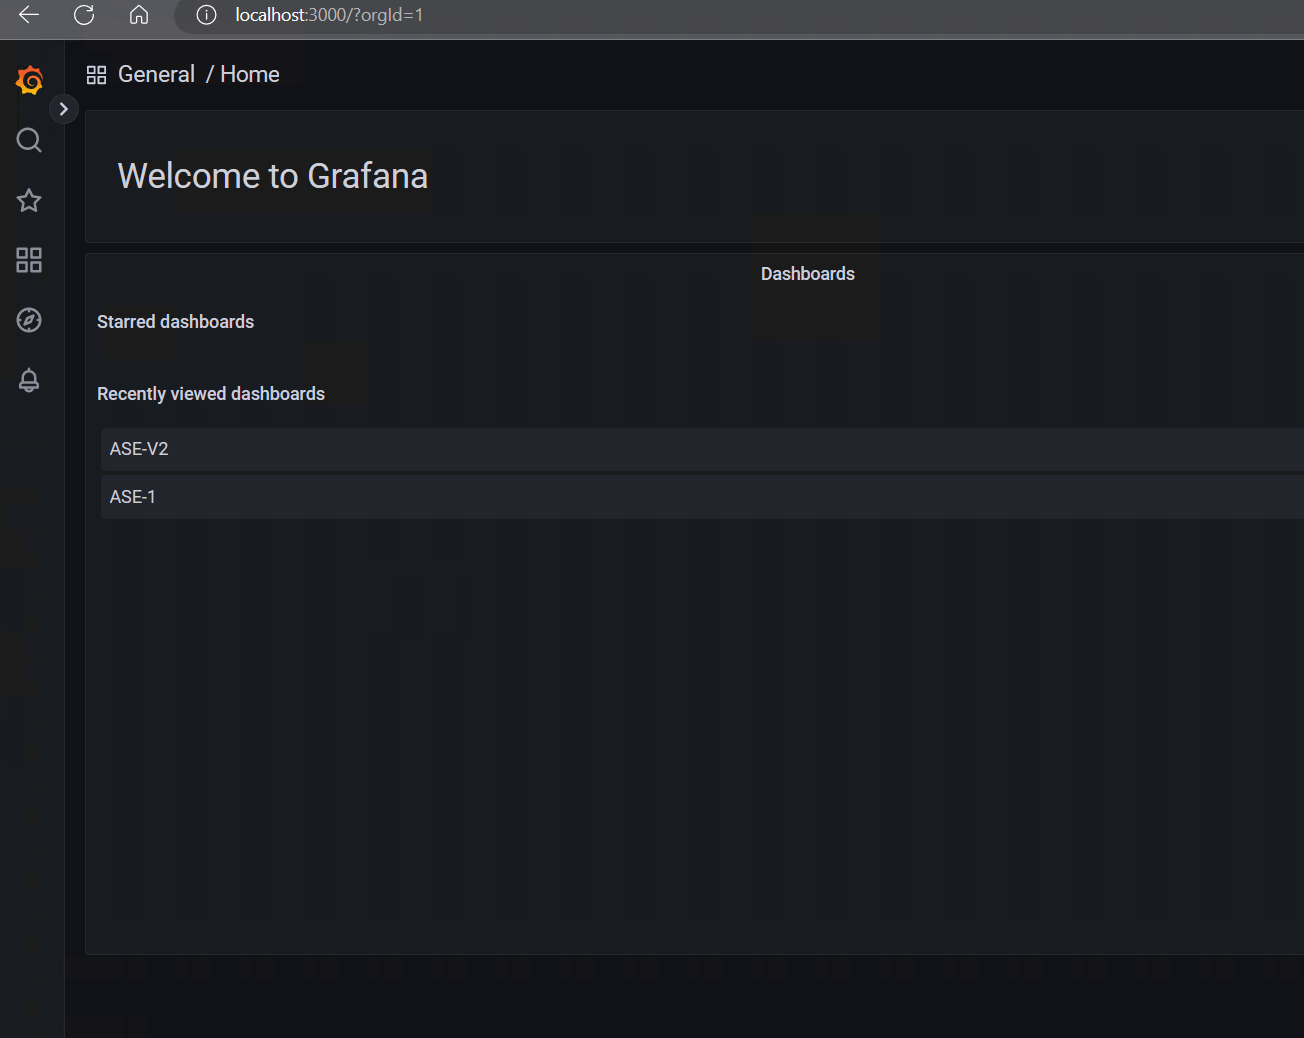 localhost:3000/?orgId=1
General / Home
Welcome to Grafana
Dashboards
Starred dashboards
Recently viewed dashboards
ASE-V2
ASE-1